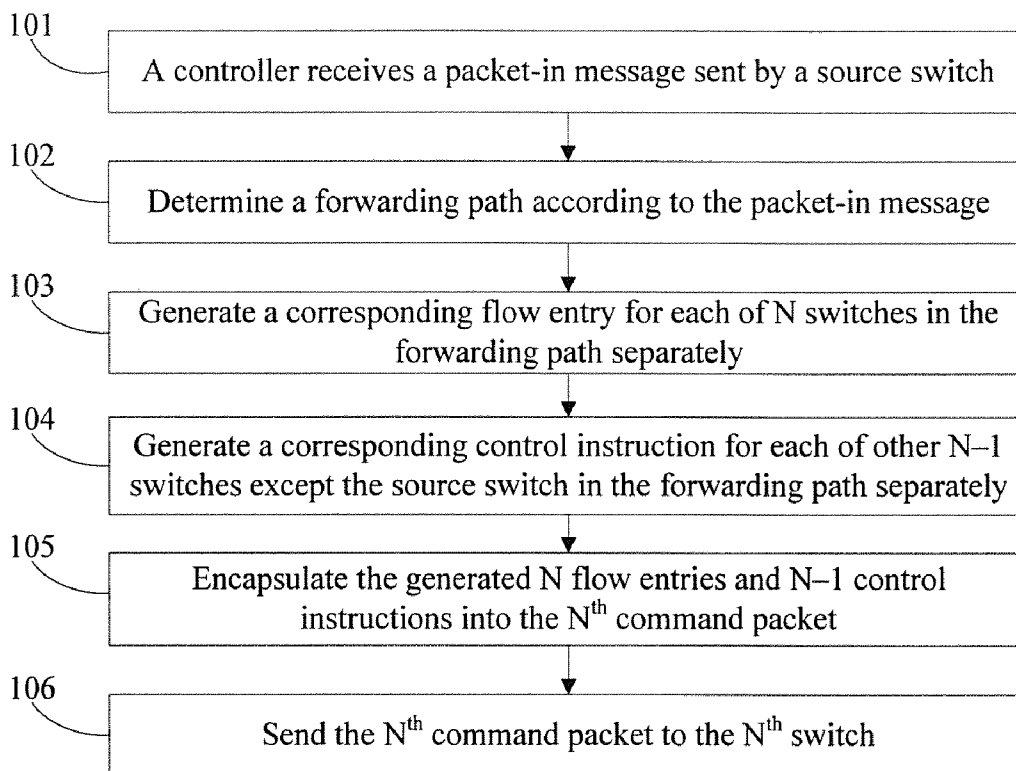 101
A controller receives a packet-in message sent by a source switch
102
Determine a forwarding path according to the packet-in message
103
Generate a corresponding flow entry for each of N switches in the
forwarding path separately
104
Generate a corresponding control instruction for each of other N–1
switches except the source switch in the forwarding path separately
105
Encapsulate the generated N flow entries and N–1 control
instructions into the Nth command packet
106
Send the Nth command packet to the Nth switch